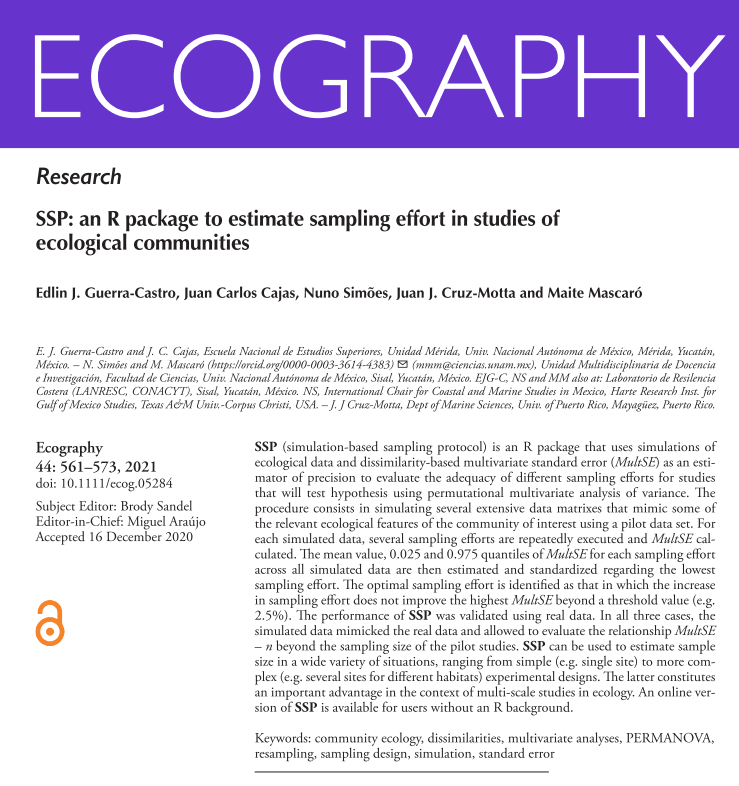 ECOGRAPHY
Research
SSP: an R package to estimate sampling effort in studies of
ecological communities
Edlin J. Guerra-Castro, Juan Carlos Cajas, Nuno Simões, Juan J. Cruz-Motta and Maite Mascaró
E. J. Guerra-Castro and J. C. Cajas, Escuela Nacional de Estudios Superiores, Unidad Mérida, Univ. Nacional Autónoma de México, Mérida, Yucatán,
México. – N. Simões and M. Mascaró (https://orcid.org/0000-0003-3614-4383) ✉ (mmm@ciencias.unam.mx), Unidad Multidisciplinaria de Docencia
e Investigación, Facultad de Ciencias, Univ. Nacional Autónoma de México, Sisal, Yucatán, México. EJG-C, NS and MM also at: Laboratorio de Resilencia
Costera (LANRESC, CONACYT), Sisal, Yucatán, México. NS, International Chair for Coastal and Marine Studies in Mexico, Harte Research Inst. for
Gulf of Mexico Studies, Texas A&M Univ.-Corpus Christi, USA. – J. J Cruz-Motta, Dept of Marine Sciences, Univ. of Puerto Rico, Mayagüez, Puerto Rico.
Ecography
44: 561–573, 2021
doi: 10.1111/ecog.05284
Subject Editor: Brody Sandel
Editor-in-Chief: Miguel Araújo
Accepted 16 December 2020
SSP (simulation-based sampling protocol) is an R package that uses simulations of
ecological data and dissimilarity-based multivariate standard error (MultSE) as an esti-
mator of precision to evaluate the adequacy of different sampling efforts for studies
that will test hypothesis using permutational multivariate analysis of variance. The
procedure consists in simulating several extensive data matrixes that mimic some of
the relevant ecological features of the community of interest using a pilot data set. For
each simulated data, several sampling efforts are repeatedly executed and MultSE cal-
culated. The mean value, 0.025 and 0.975 quantiles of MultSE for each sampling effort
across all simulated data are then estimated and standardized regarding the lowest
sampling effort. The optimal sampling effort is identified as that in which the increase
in sampling effort does not improve the highest MultSE beyond a threshold value (e.g.
2.5%). The performance of SSP was validated using real data. In all three cases, the
simulated data mimicked the real data and allowed to evaluate the relationship MultSE
– n beyond the sampling size of the pilot studies. SSP can be used to estimate sample
size in a wide variety of situations, ranging from simple (e.g. single site) to more com-
plex (e.g. several sites for different habitats) experimental designs. The latter constitutes
an important advantage in the context of multi-scale studies in ecology. An online ver-
sion of SSP is available for users without an R background.
Keywords: community ecology, dissimilarities, multivariate analyses, PERMANOVA,
resampling, sampling design, simulation, standard error